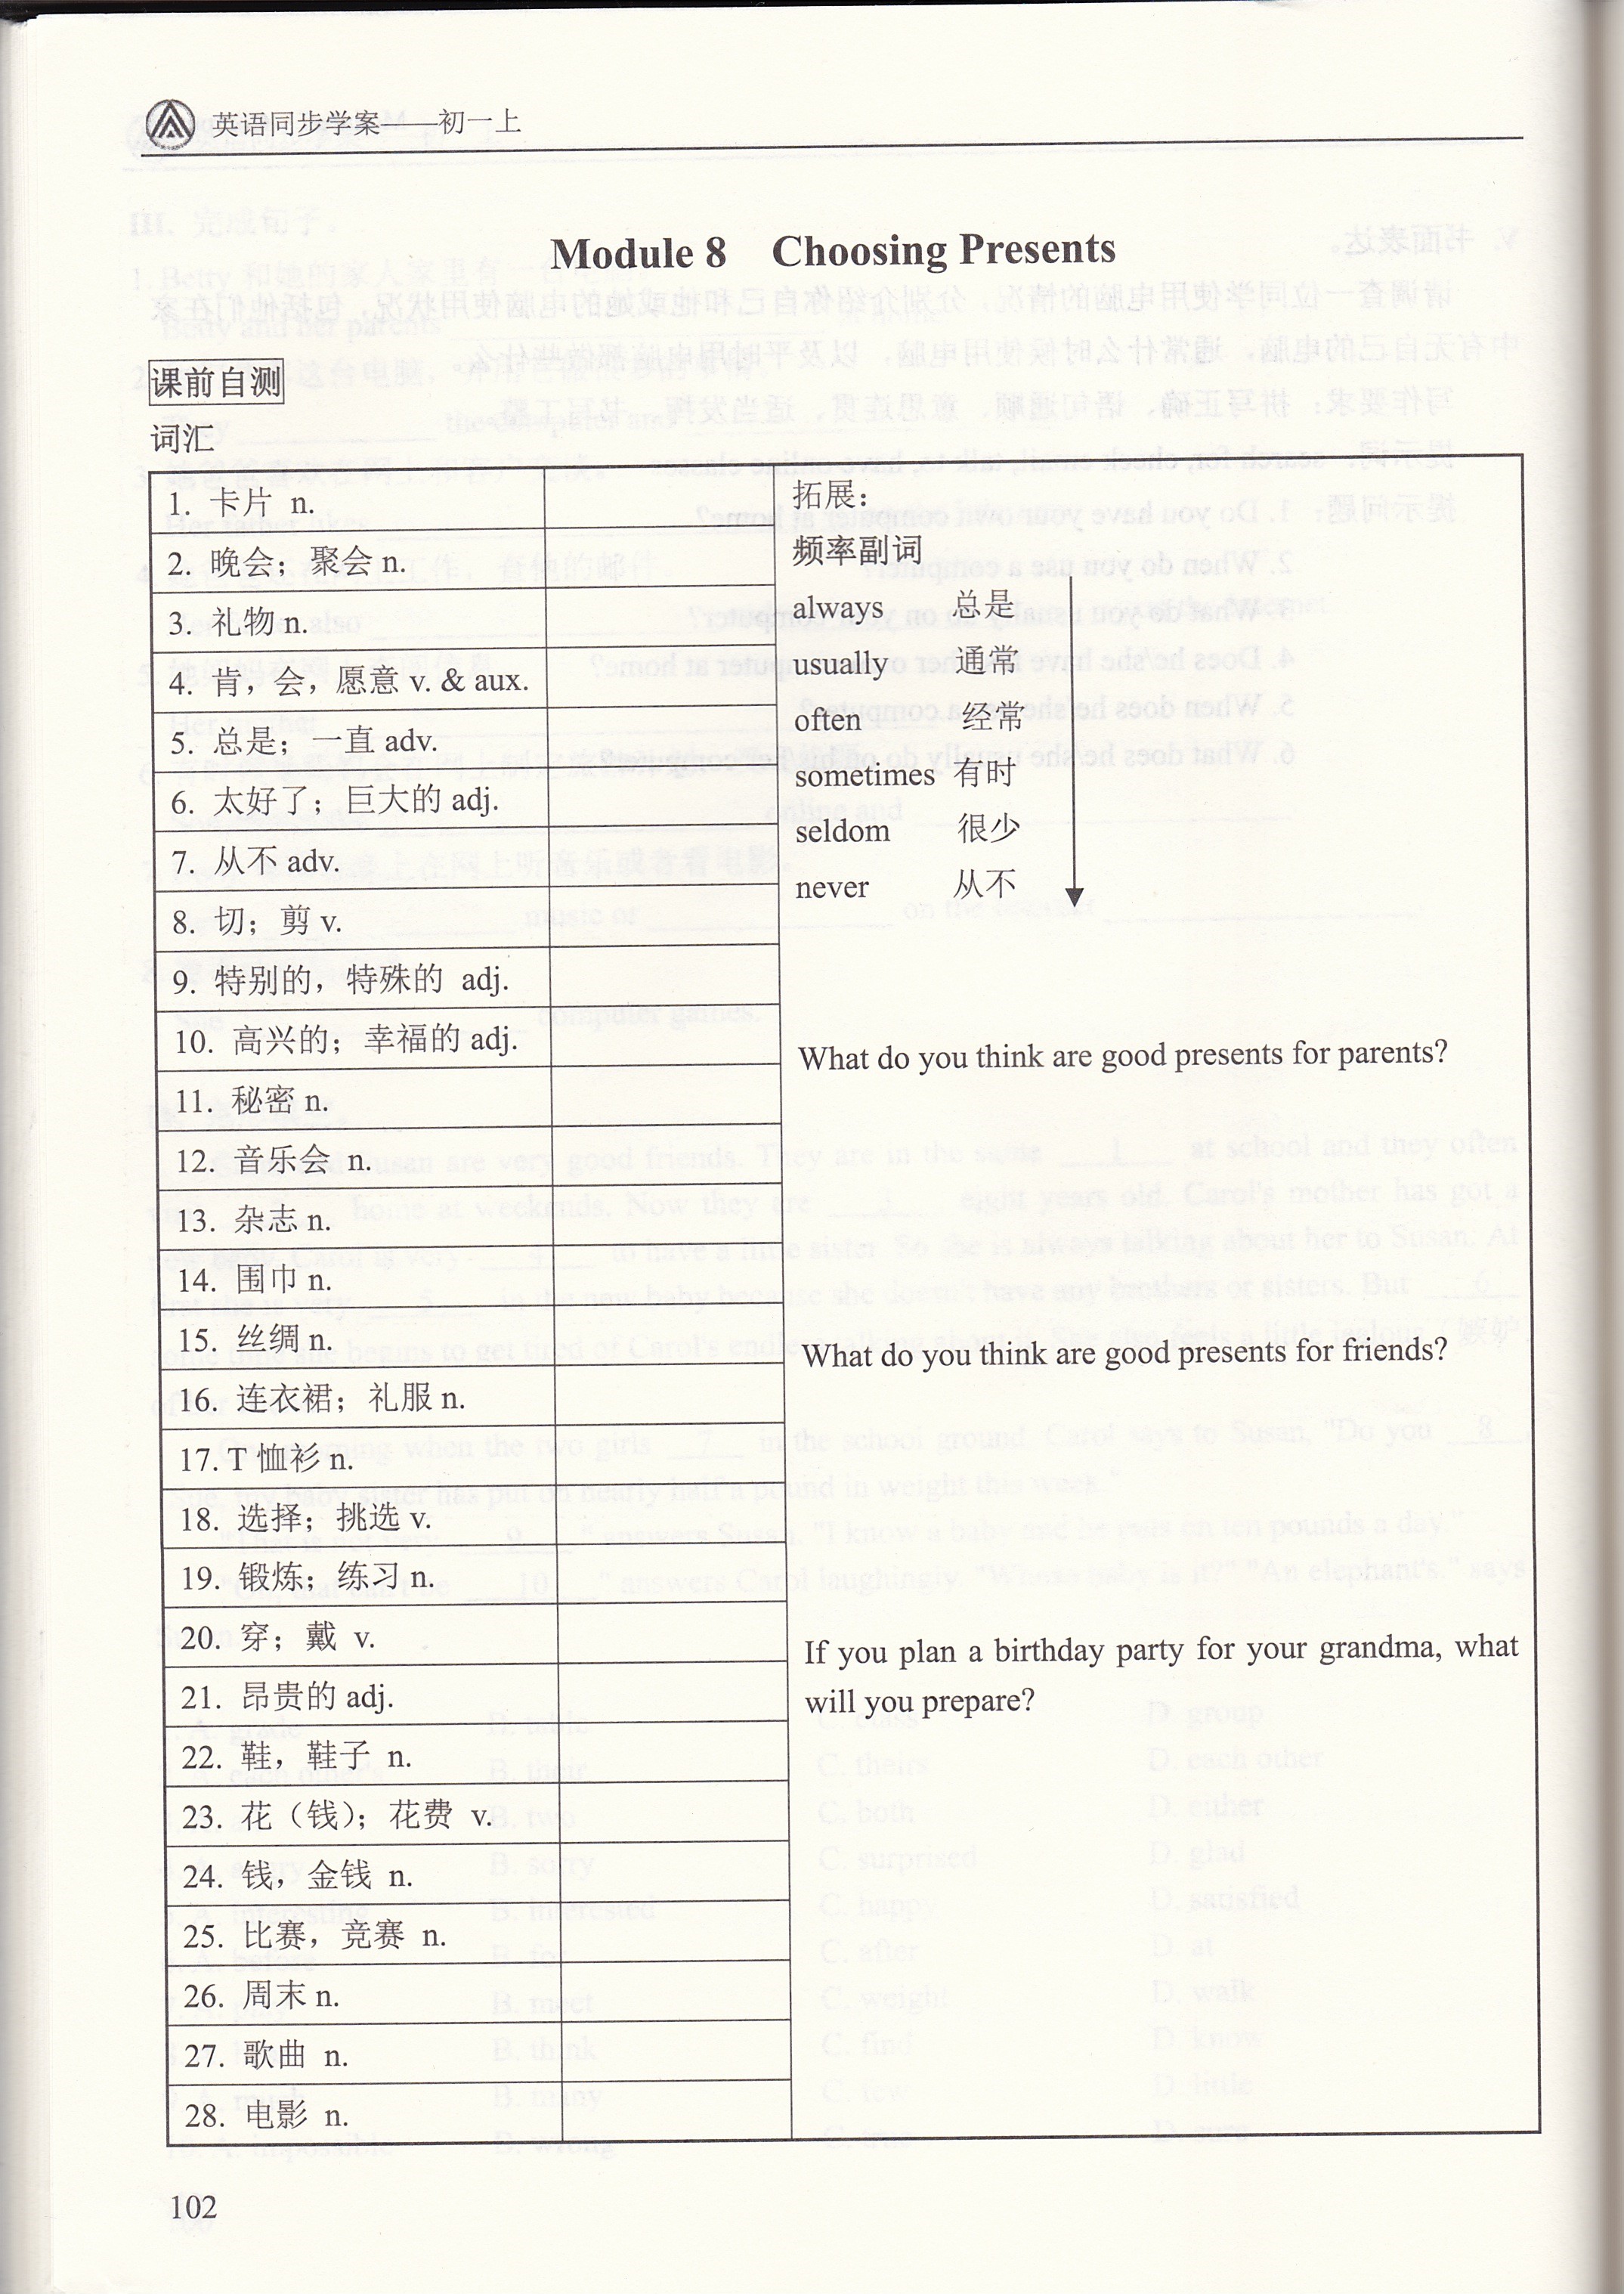 英语同步学案——初一上
Module 8 Choosing Presents
课前自测
词汇
1. 卡片 n.
2. 晚会；聚会 n.
3. 礼物 n.
4. 肯，会，愿意 v. & aux.
5. 总是；一直 adv.
6. 太好了；巨大的 adj.
7. 从不 adv.
8. 切；剪 v.
9. 特别的，特殊的 adj.
10. 高兴的；幸福的 adj.
11. 秘密 n.
12. 音乐会 n.
13. 杂志 n.
14. 围巾 n.
15. 丝绸 n.
16. 连衣裙；礼服 n.
17. T 恤衫 n.
18. 选择；挑选 v.
19. 锻炼；练习 n.
20. 穿；戴 v.
21. 昂贵的 adj.
22. 鞋，鞋子 n.
23. 花（钱）；花费 v.
24. 钱，金钱 n.
25. 比赛，竞赛 n.
26. 周末 n.
27. 歌曲 n.
28. 电影 n.
拓展：
频率副词
always 总是
usually 通常
often 经常
sometimes 有时
seldom 很少
never 从不
What do you think are good presents for parents?
What do you think are good presents for friends?
If you plan a birthday party for your grandma, what
will you prepare?
102